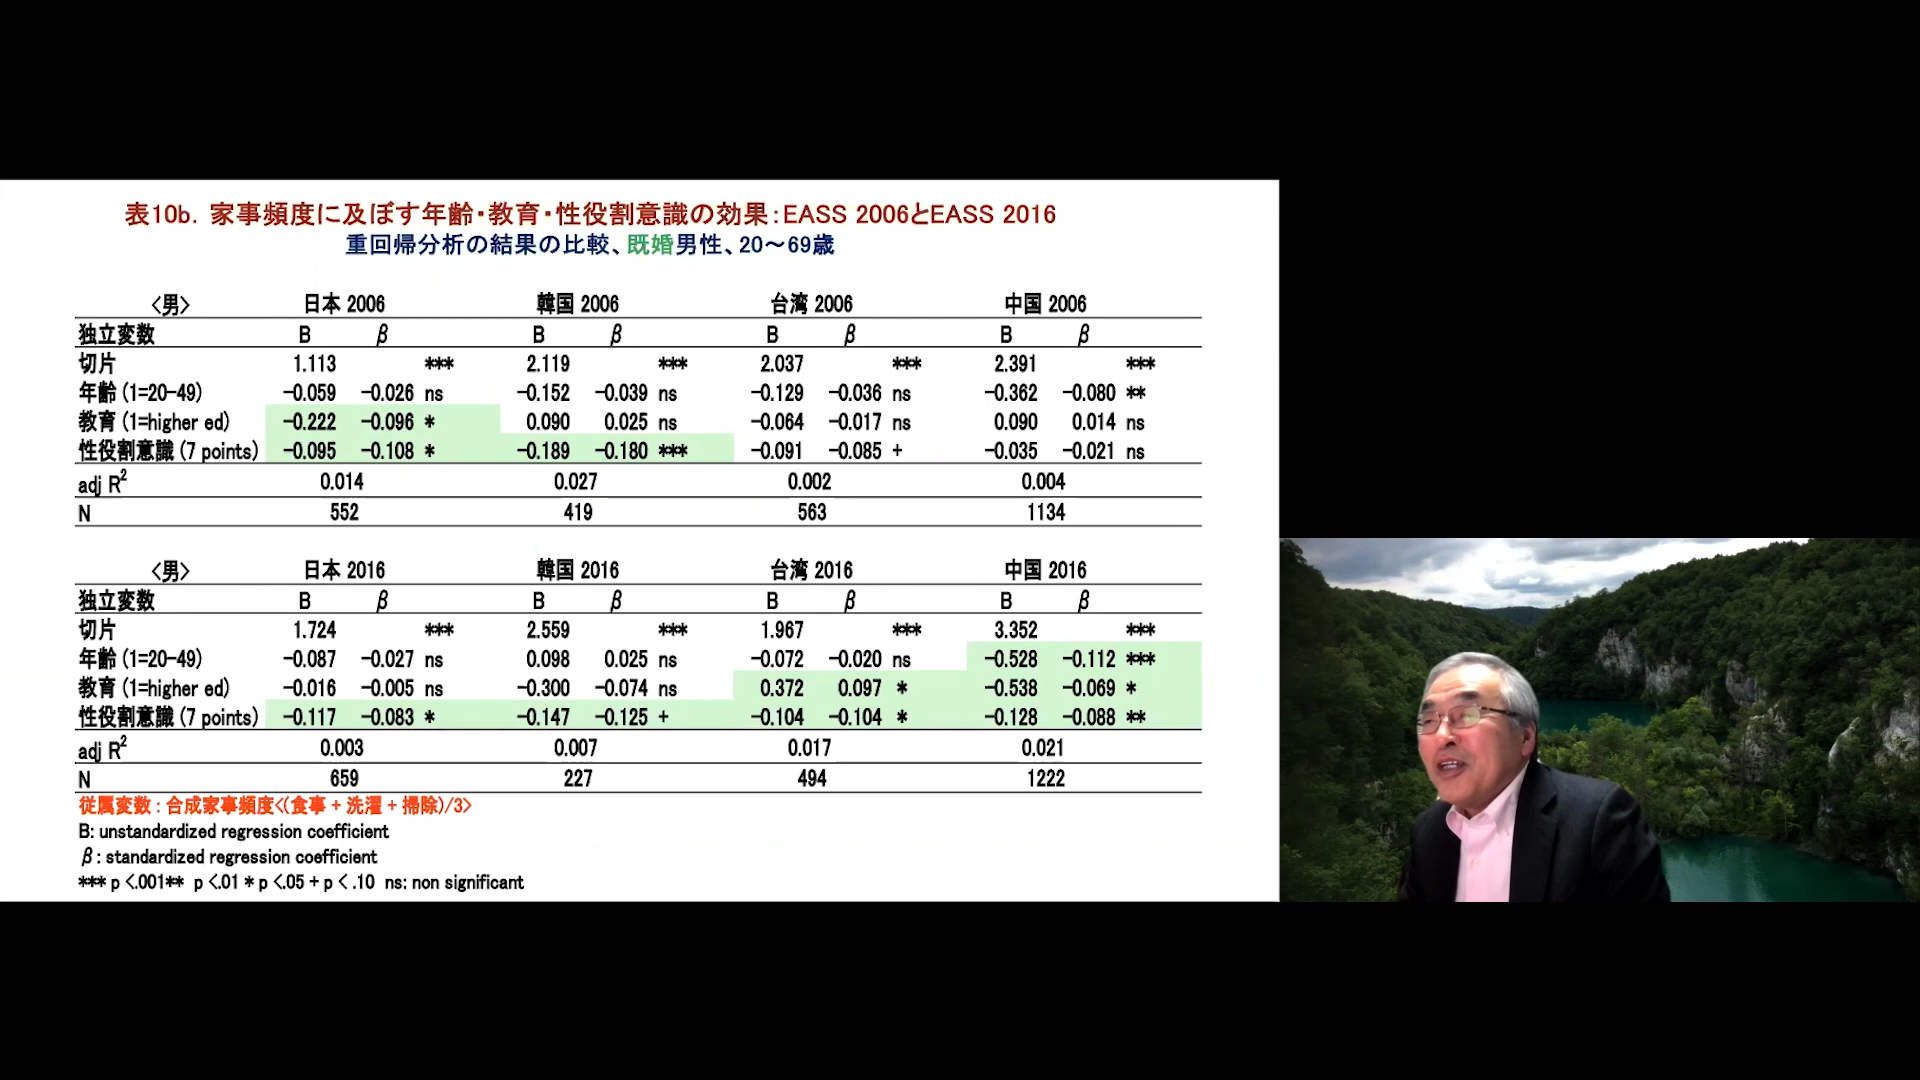 表10b. 家事頻度に及ぼす年齢・教育・性役割意識の効果：EASS 2006とEASS 2016
重回帰分析の結果の比較、既婚男性、20～69歳
<男> 日本 2006 韓国 2006 台湾 2006 中国 2006
独立変数 B β B β B β B β
切片 1.113 *** 2.119 *** 2.037 *** 2.391 ***
年齢 (1=20-49) -0.059 -0.026 ns -0.152 -0.039 ns -0.129 -0.036 ns -0.362 -0.080 **
教育 (1=higher ed) -0.222 -0.096 * 0.090 0.025 ns -0.064 -0.017 ns 0.090 0.014 ns
性役割意識 (7 points) -0.095 -0.108 * -0.189 -0.180 *** -0.091 -0.085 + -0.035 -0.021 ns
adj R2 0.014 0.027 0.002 0.004
N 552 419 563 1134
<男> 日本 2016 韓国 2016 台湾 2016 中国 2016
独立変数 B β B β B β B β
切片 1.724 *** 2.559 *** 1.967 *** 3.352 ***
年齢 (1=20-49) -0.087 -0.027 ns 0.098 0.025 ns -0.072 -0.020 ns -0.528 -0.112 ***
教育 (1=higher ed) -0.016 -0.005 ns -0.300 -0.074 ns 0.372 0.097 * -0.538 -0.069 *
性役割意識 (7 points) -0.117 -0.083 * -0.147 -0.125 + -0.104 -0.104 * -0.128 -0.088 **
adj R2 0.003 0.007 0.017 0.021
N 659 227 494 1222
従属変数：合成家事頻度<(食事 + 洗濯 + 掃除)/3>
B: unstandardized regression coefficient
β: standardized regression coefficient
*** p <.001** p <.01 * p <.05 + p < .10 ns: non significant